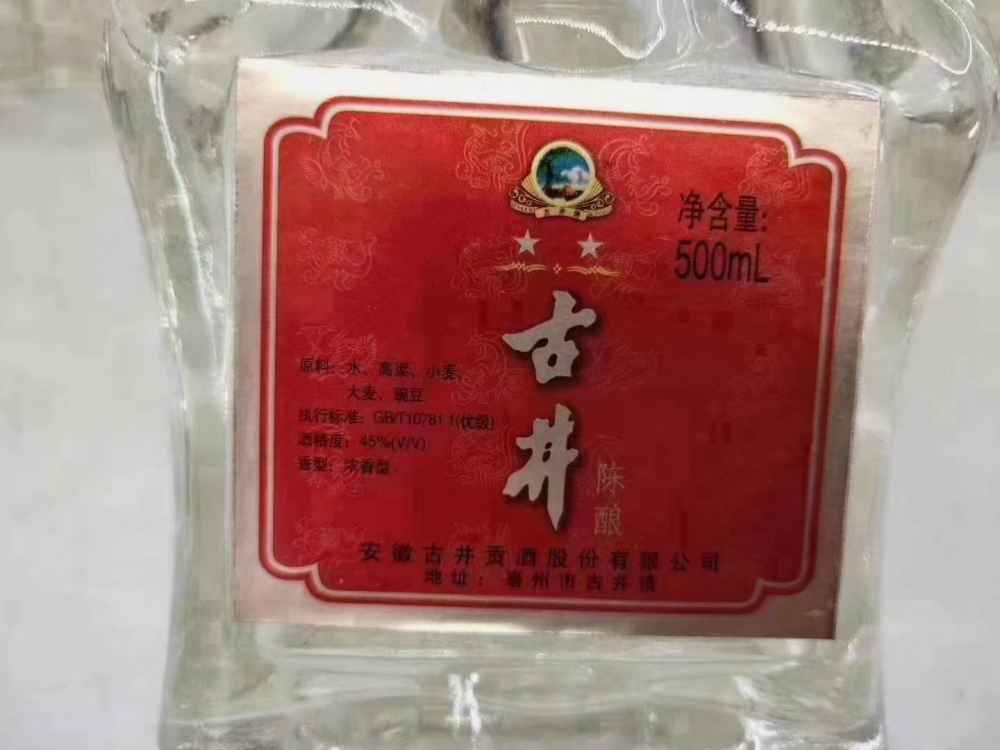 净含量:
500mL
古井
陈酿
原料：水、高粱、小麦、
大麦、豌豆
执行标准：GB/T10781.1(优级)
酒精度：45%(V/V)
香型：浓香型
安徽古井贡酒股份有限公司
地址：亳州市古井镇